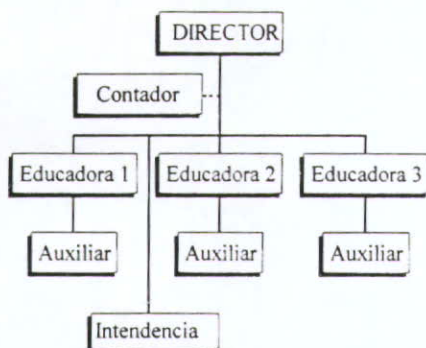 DIRECTOR
Contador
Educadora 1 Educadora 2 Educadora 3
Auxiliar Auxiliar Auxiliar
Intendencia